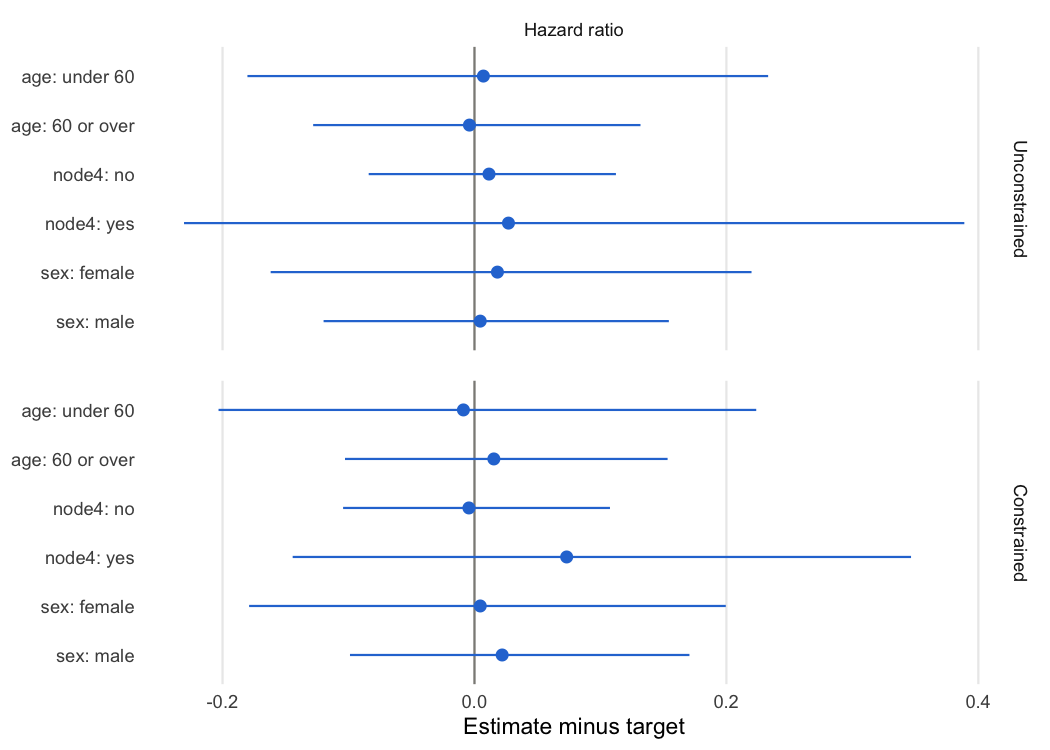 Hazard ratio
age: under 60
age: 60 or over
node4: no
node4: yes
sex: female
sex: male
Unconstrained
age: under 60
age: 60 or over
node4: no
node4: yes
sex: female
sex: male
Constrained
-0.2 0.0 0.2 0.4
Estimate minus target